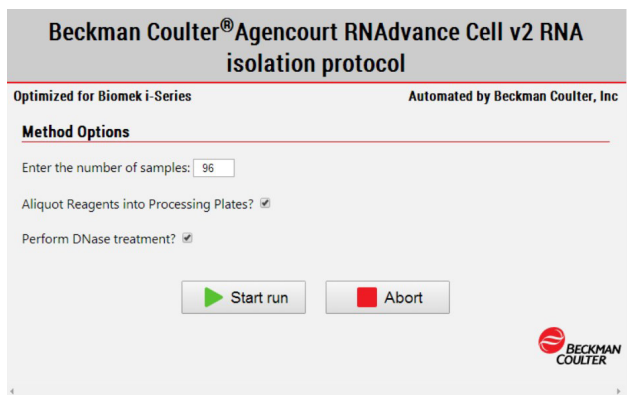 Beckman Coulter®Agencourt RNAdvance Cell v2 RNA
isolation protocol
Optimized for Biomek i-Series
Automated by Beckman Coulter, Inc
Method Options
Enter the number of samples: 96
Aliquot Reagents into Processing Plates?
Perform DNase treatment?
Start run
Abort
BECKMAN
COULTER